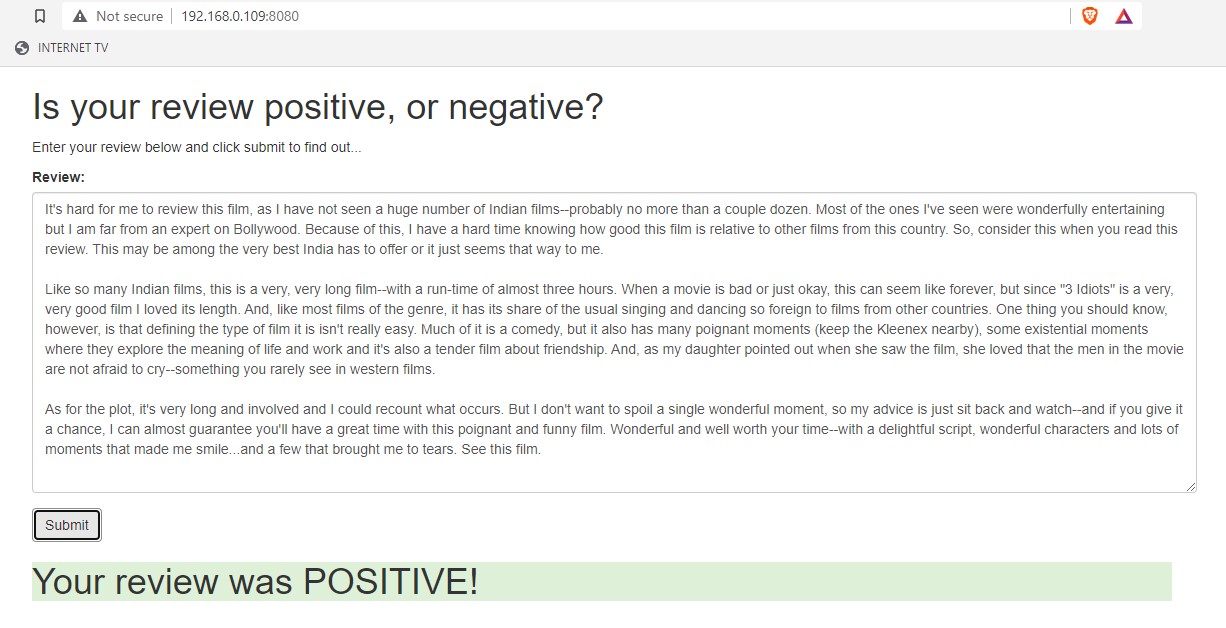 Not secure 192.168.0.109:8080
INTERNET TV
Is your review positive, or negative?
Enter your review below and click submit to find out...
Review:
It's hard for me to review this film, as I have not seen a huge number of Indian films--probably no more than a couple dozen. Most of the ones I've seen were wonderfully entertaining
but I am far from an expert on Bollywood. Because of this, I have a hard time knowing how good this film is relative to other films from this country. So, consider this when you read this
review. This may be among the very best India has to offer or it just seems that way to me.
Like so many Indian films, this is a very, very long film--with a run-time of almost three hours. When a movie is bad or just okay, this can seem like forever, but since "3 Idiots" is a very,
very good film I loved its length. And, like most films of the genre, it has its share of the usual singing and dancing so foreign to films from other countries. One thing you should know,
however, is that defining the type of film it is isn't really easy. Much of it is a comedy, but it also has many poignant moments (keep the Kleenex nearby), some existential moments
where they explore the meaning of life and work and it's also a tender film about friendship. And, as my daughter pointed out when she saw the film, she loved that the men in the movie
are not afraid to cry--something you rarely see in western films.
As for the plot, it's very long and involved and I could recount what occurs. But I don't want to spoil a single wonderful moment, so my advice is just sit back and watch--and if you give it
a chance, I can almost guarantee you'll have a great time with this poignant and funny film. Wonderful and well worth your time--with a delightful script, wonderful characters and lots of
moments that made me smile...and a few that brought me to tears. See this film.
Submit
Your review was POSITIVE!